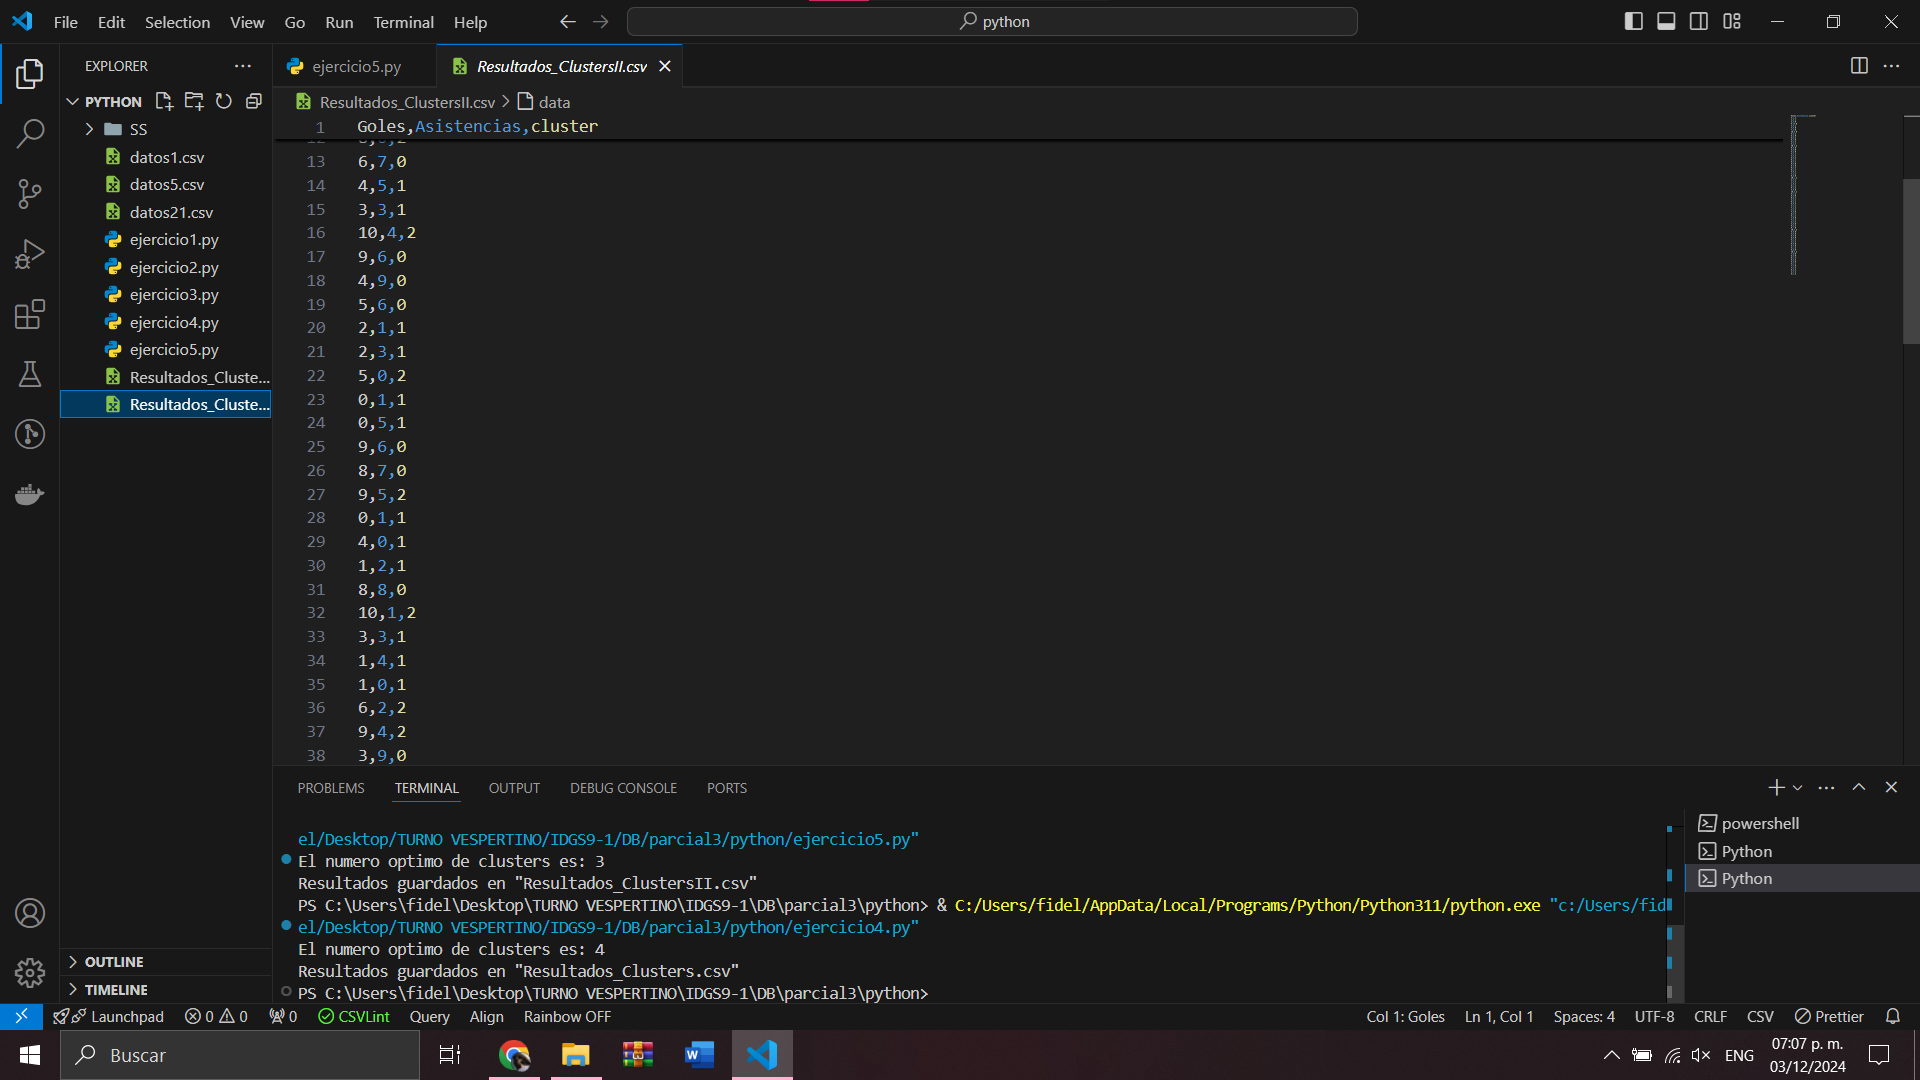 File Edit Selection View Go Run Terminal Help
python
EXPLORER
ejercicio5.py
Resultados_ClustersII.csv
PYTHON
Resultados_ClustersII.csv > data
SS
datos1.csv
datos5.csv
datos21.csv
ejercicio1.py
ejercicio2.py
ejercicio3.py
ejercicio4.py
ejercicio5.py
Resultados_Cluste...
Resultados_Cluste...
OUTLINE
TIMELINE
1 Goles,Asistencias,cluster
13 6,7,0
14 4,5,1
15 3,3,1
16 10,4,2
17 9,6,0
18 4,9,0
19 5,6,0
20 2,1,1
21 2,3,1
22 5,0,2
23 0,1,1
24 0,5,1
25 9,6,0
26 8,7,0
27 9,5,2
28 0,1,1
29 4,0,1
30 1,2,1
31 8,8,0
32 10,1,2
33 3,3,1
34 1,4,1
35 1,0,1
36 6,2,2
37 9,4,2
38 3,9,0
PROBLEMS TERMINAL OUTPUT DEBUG CONSOLE PORTS
el/Desktop/TURNO VESPERTINO/IDGS9-1/DB/parcial3/python/ejercicio5.py"
El numero optimo de clusters es: 3
Resultados guardados en "Resultados_ClustersII.csv"
PS C:\Users\fidel\Desktop\TURNO VESPERTINO\IDGS9-1\DB\parcial3\python> & C:/Users/fidel/AppData/Local/Programs/Python/Python311/python.exe "c:/Users/fid
el/Desktop/TURNO VESPERTINO/IDGS9-1/DB/parcial3/python/ejercicio4.py"
El numero optimo de clusters es: 4
Resultados guardados en "Resultados_Clusters.csv"
PS C:\Users\fidel\Desktop\TURNO VESPERTINO\IDGS9-1\DB\parcial3\python>
powershell
Python
Python
Launchpad 0 0 0 CSVLint Query Align Rainbow OFF
Col 1: Goles Ln 1, Col 1 Spaces: 4 UTF-8 CRLF CSV Prettier
Buscar
ENG
07:07 p. m.
03/12/2024